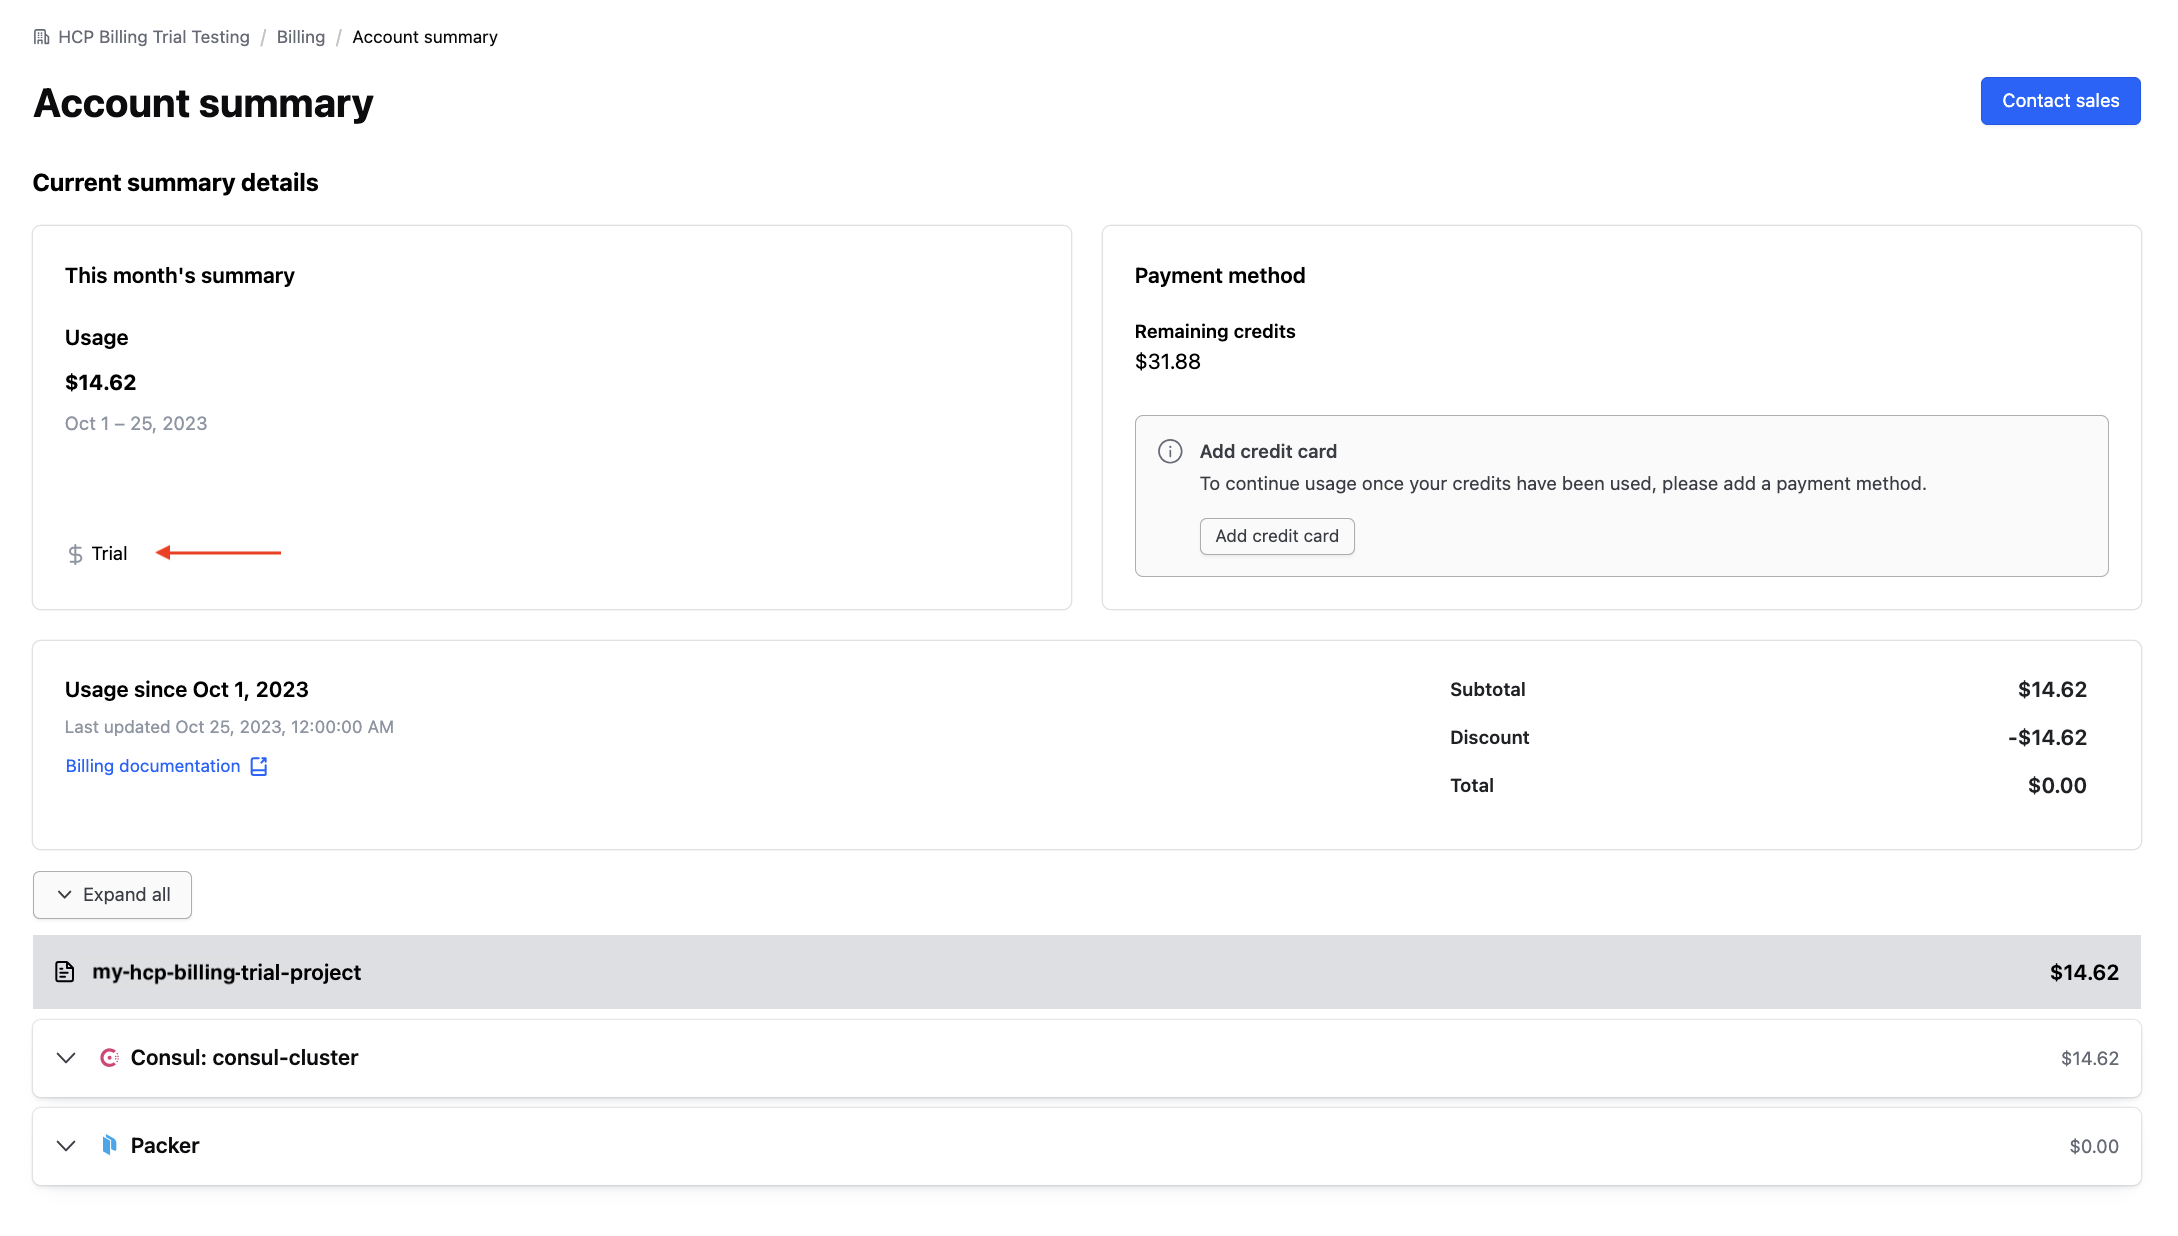 HCP Billing Trial Testing / Billing / Account summary
Account summary
Contact sales
Current summary details
This month's summary
Usage
$14.62
Oct 1 – 25, 2023
$ Trial
Payment method
Remaining credits
$31.88
Add credit card
To continue usage once your credits have been used, please add a payment method.
Add credit card
Usage since Oct 1, 2023
Last updated Oct 25, 2023, 12:00:00 AM
Billing documentation
Subtotal $14.62
Discount -$14.62
Total $0.00
Expand all
my-hcp-billing-trial-project $14.62
Consul: consul-cluster $14.62
Packer $0.00